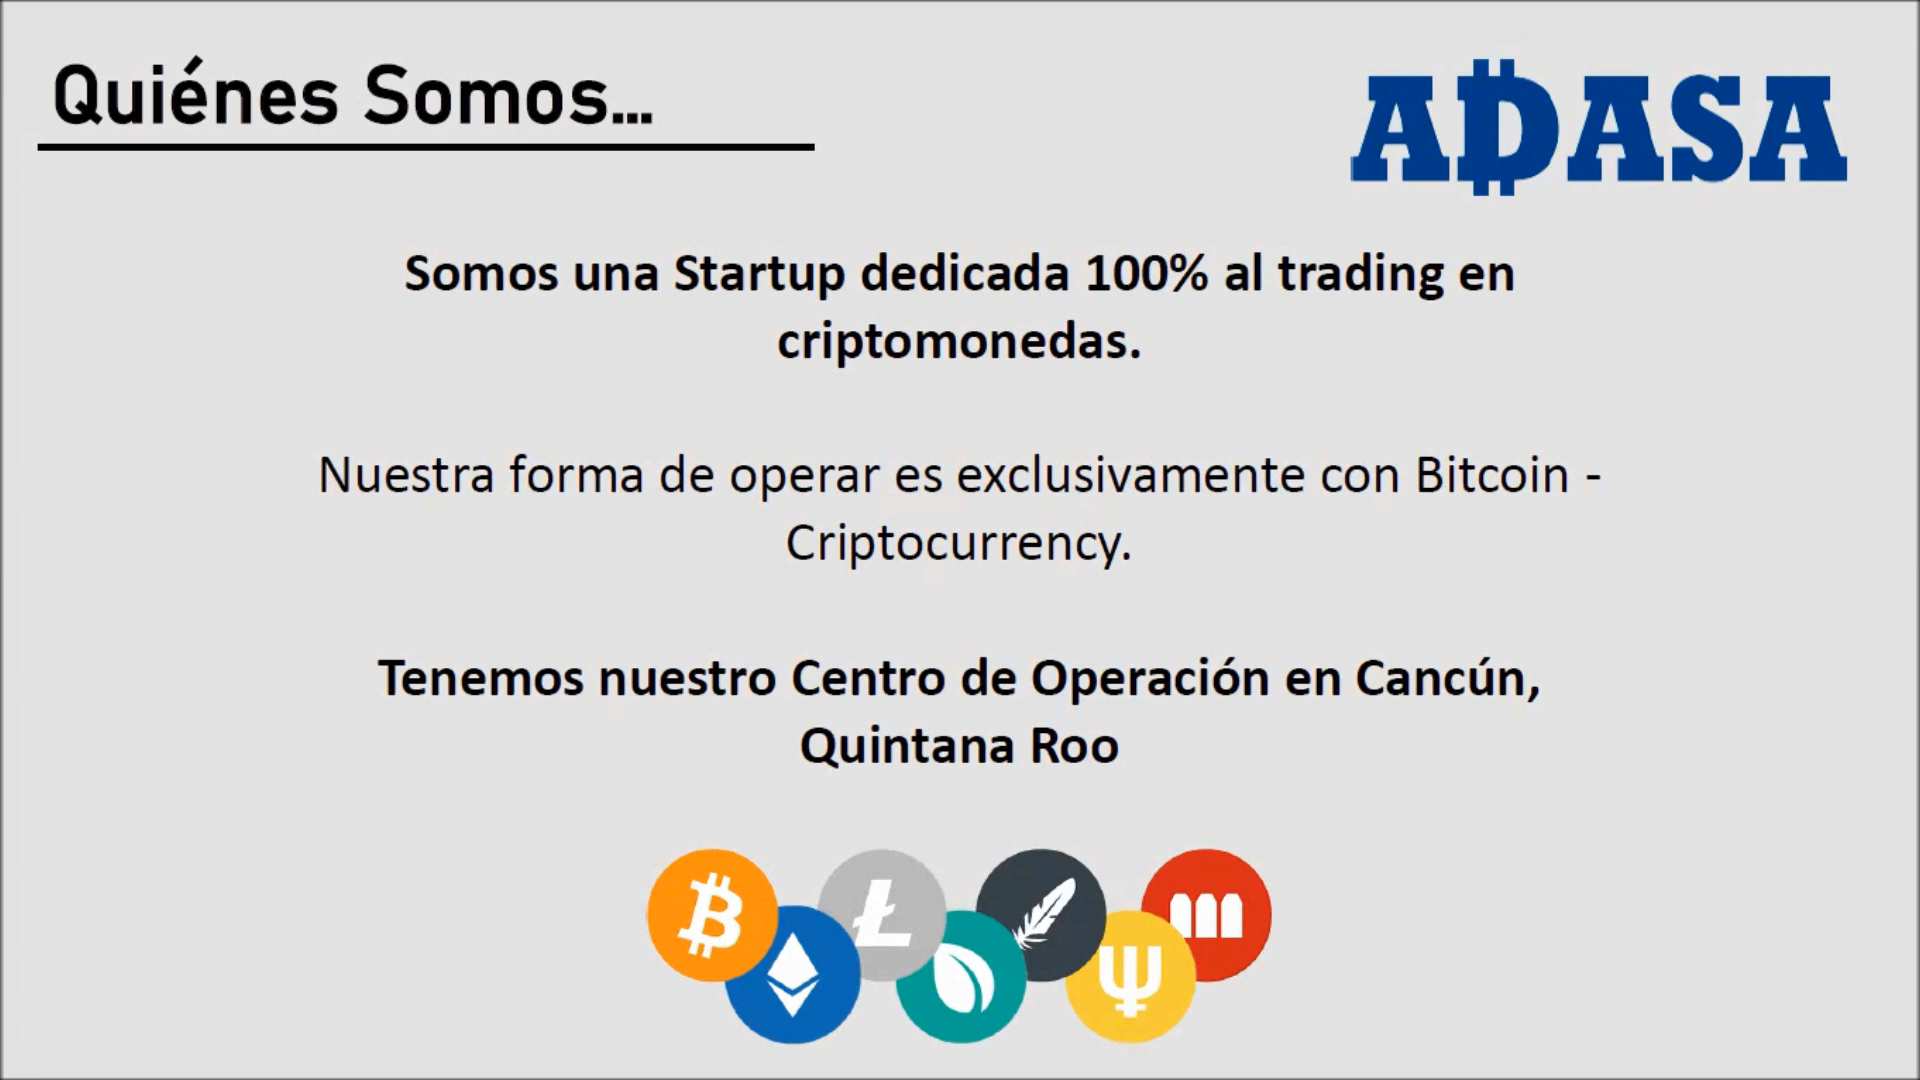 Quiénes Somos...
ADASA
Somos una Startup dedicada 100% al trading en
criptomonedas.
Nuestra forma de operar es exclusivamente con Bitcoin -
Criptocurrency.
Tenemos nuestro Centro de Operación en Cancún,
Quintana Roo